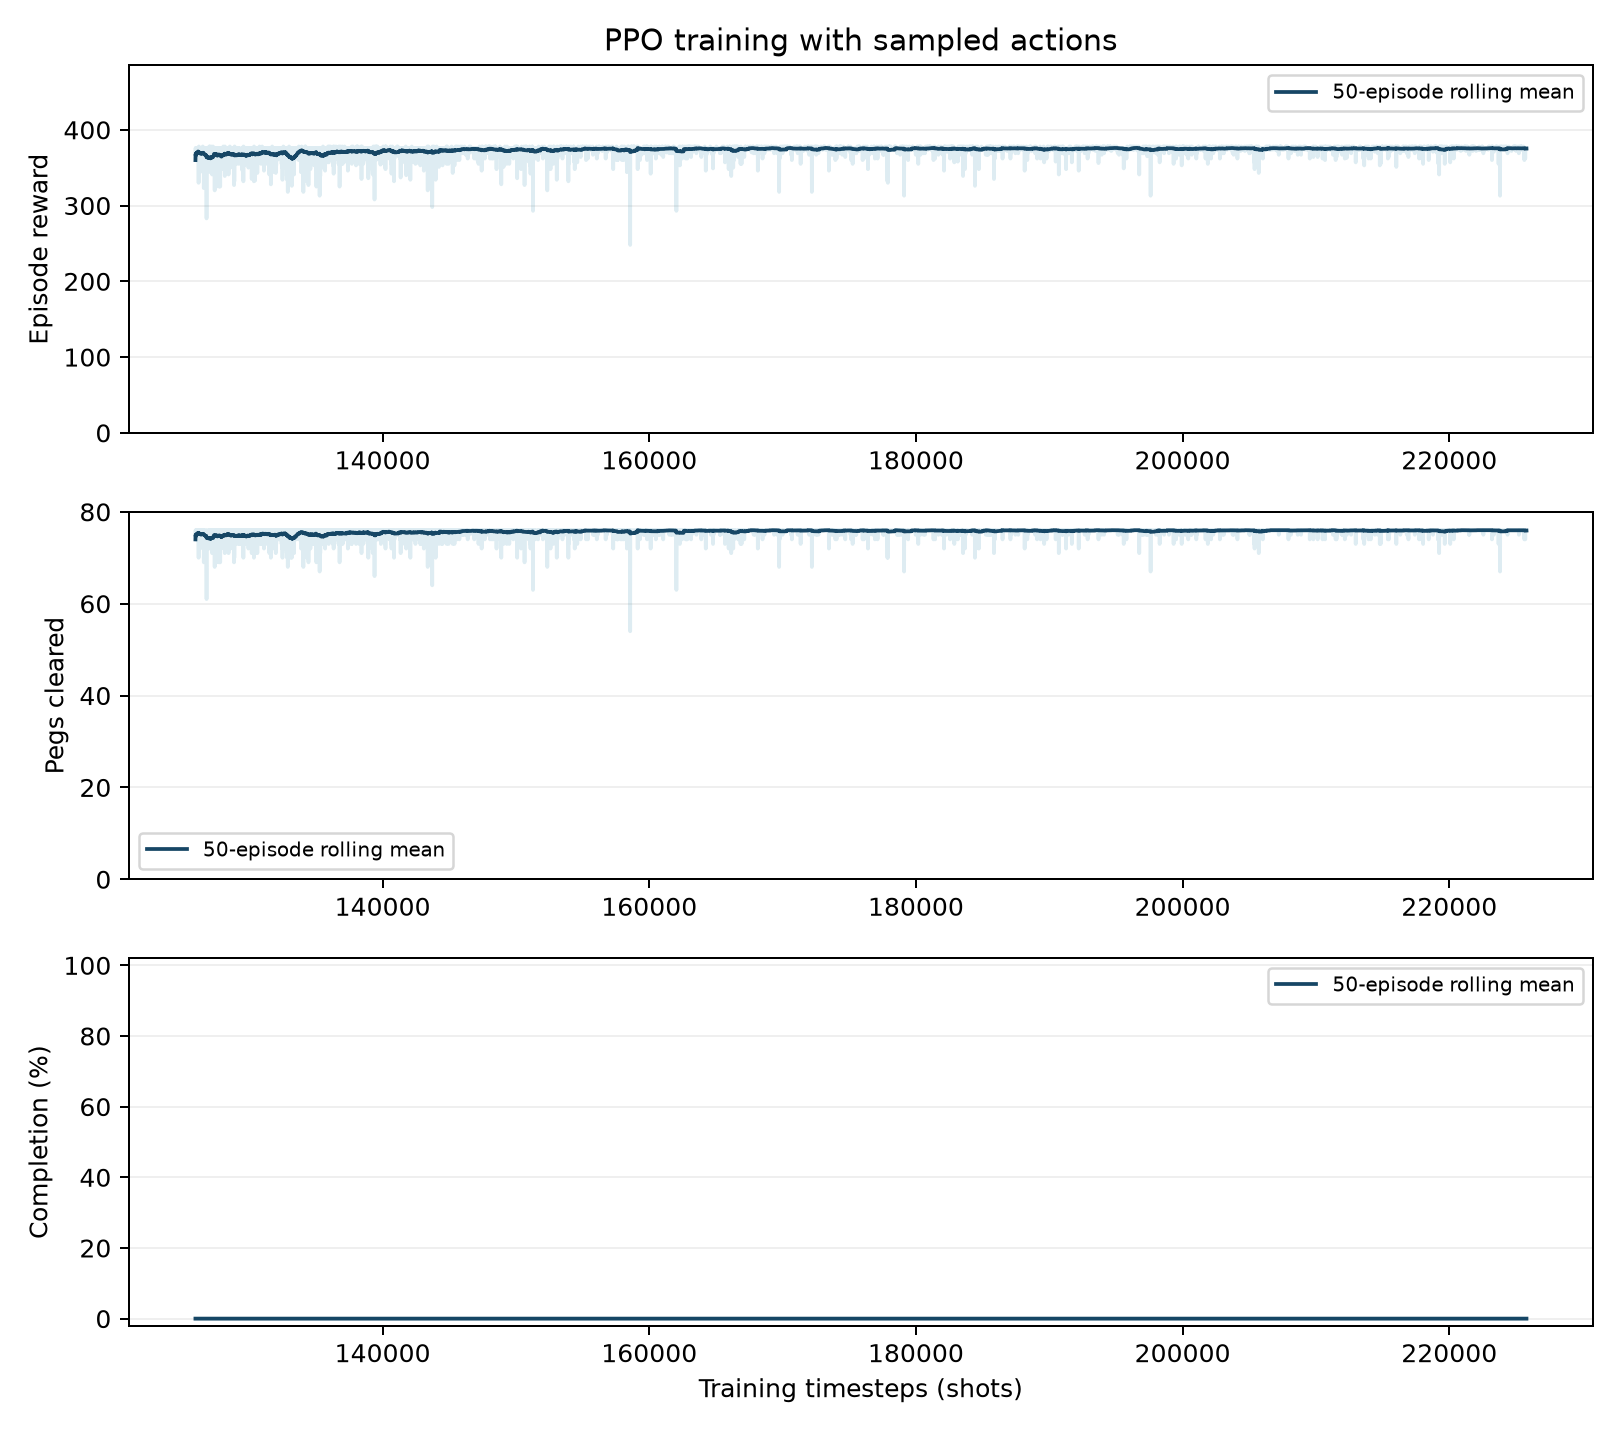 PPO training with sampled actions
50-episode rolling mean
Episode reward
400
300
200
100
0
140000 160000 180000 200000 220000
Pegs cleared
80
60
40
20
0
50-episode rolling mean
140000 160000 180000 200000 220000
50-episode rolling mean
Completion (%)
100
80
60
40
20
0
140000 160000 180000 200000 220000
Training timesteps (shots)